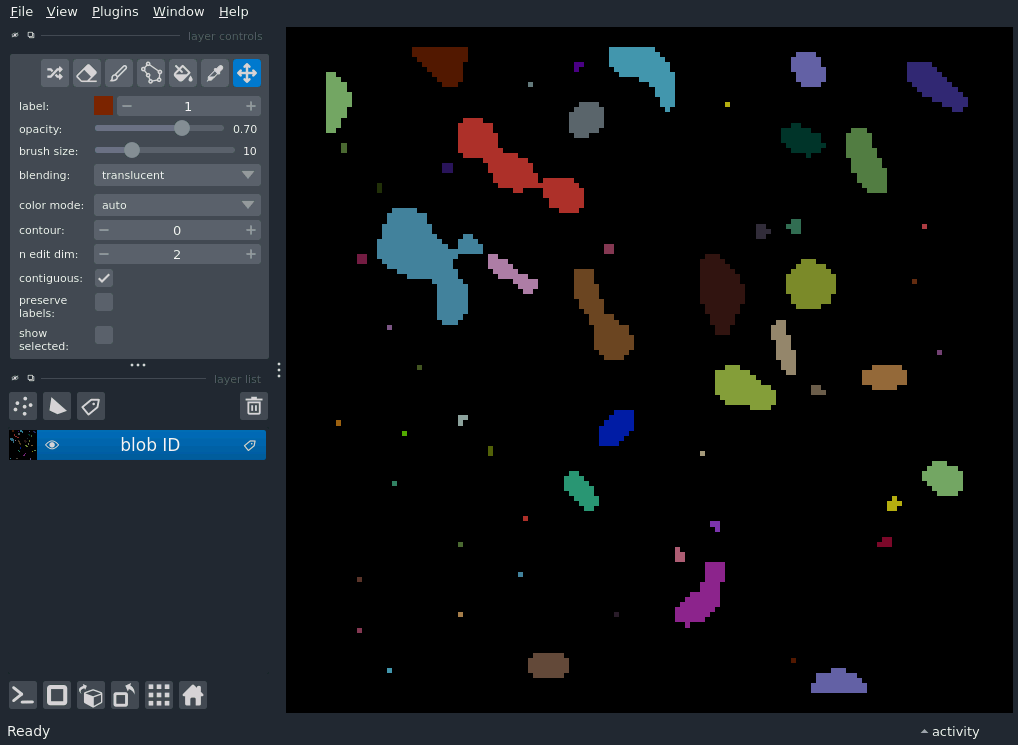 File View Plugins Window Help
layer controls
label: 1
opacity: 0.70
brush size: 10
blending: translucent
color mode: auto
contour: 0
n edit dim: 2
contiguous:
preserve
labels:
show
selected:
layer list
blob ID
Ready
activity